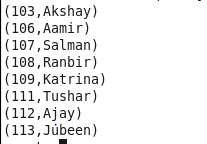 (103,Akshay)
(106,Aamir)
(107,Salman)
(108,Ranbir)
(109,Katrina)
(111,Tushar)
(112,Ajay)
(113,Jubeen)